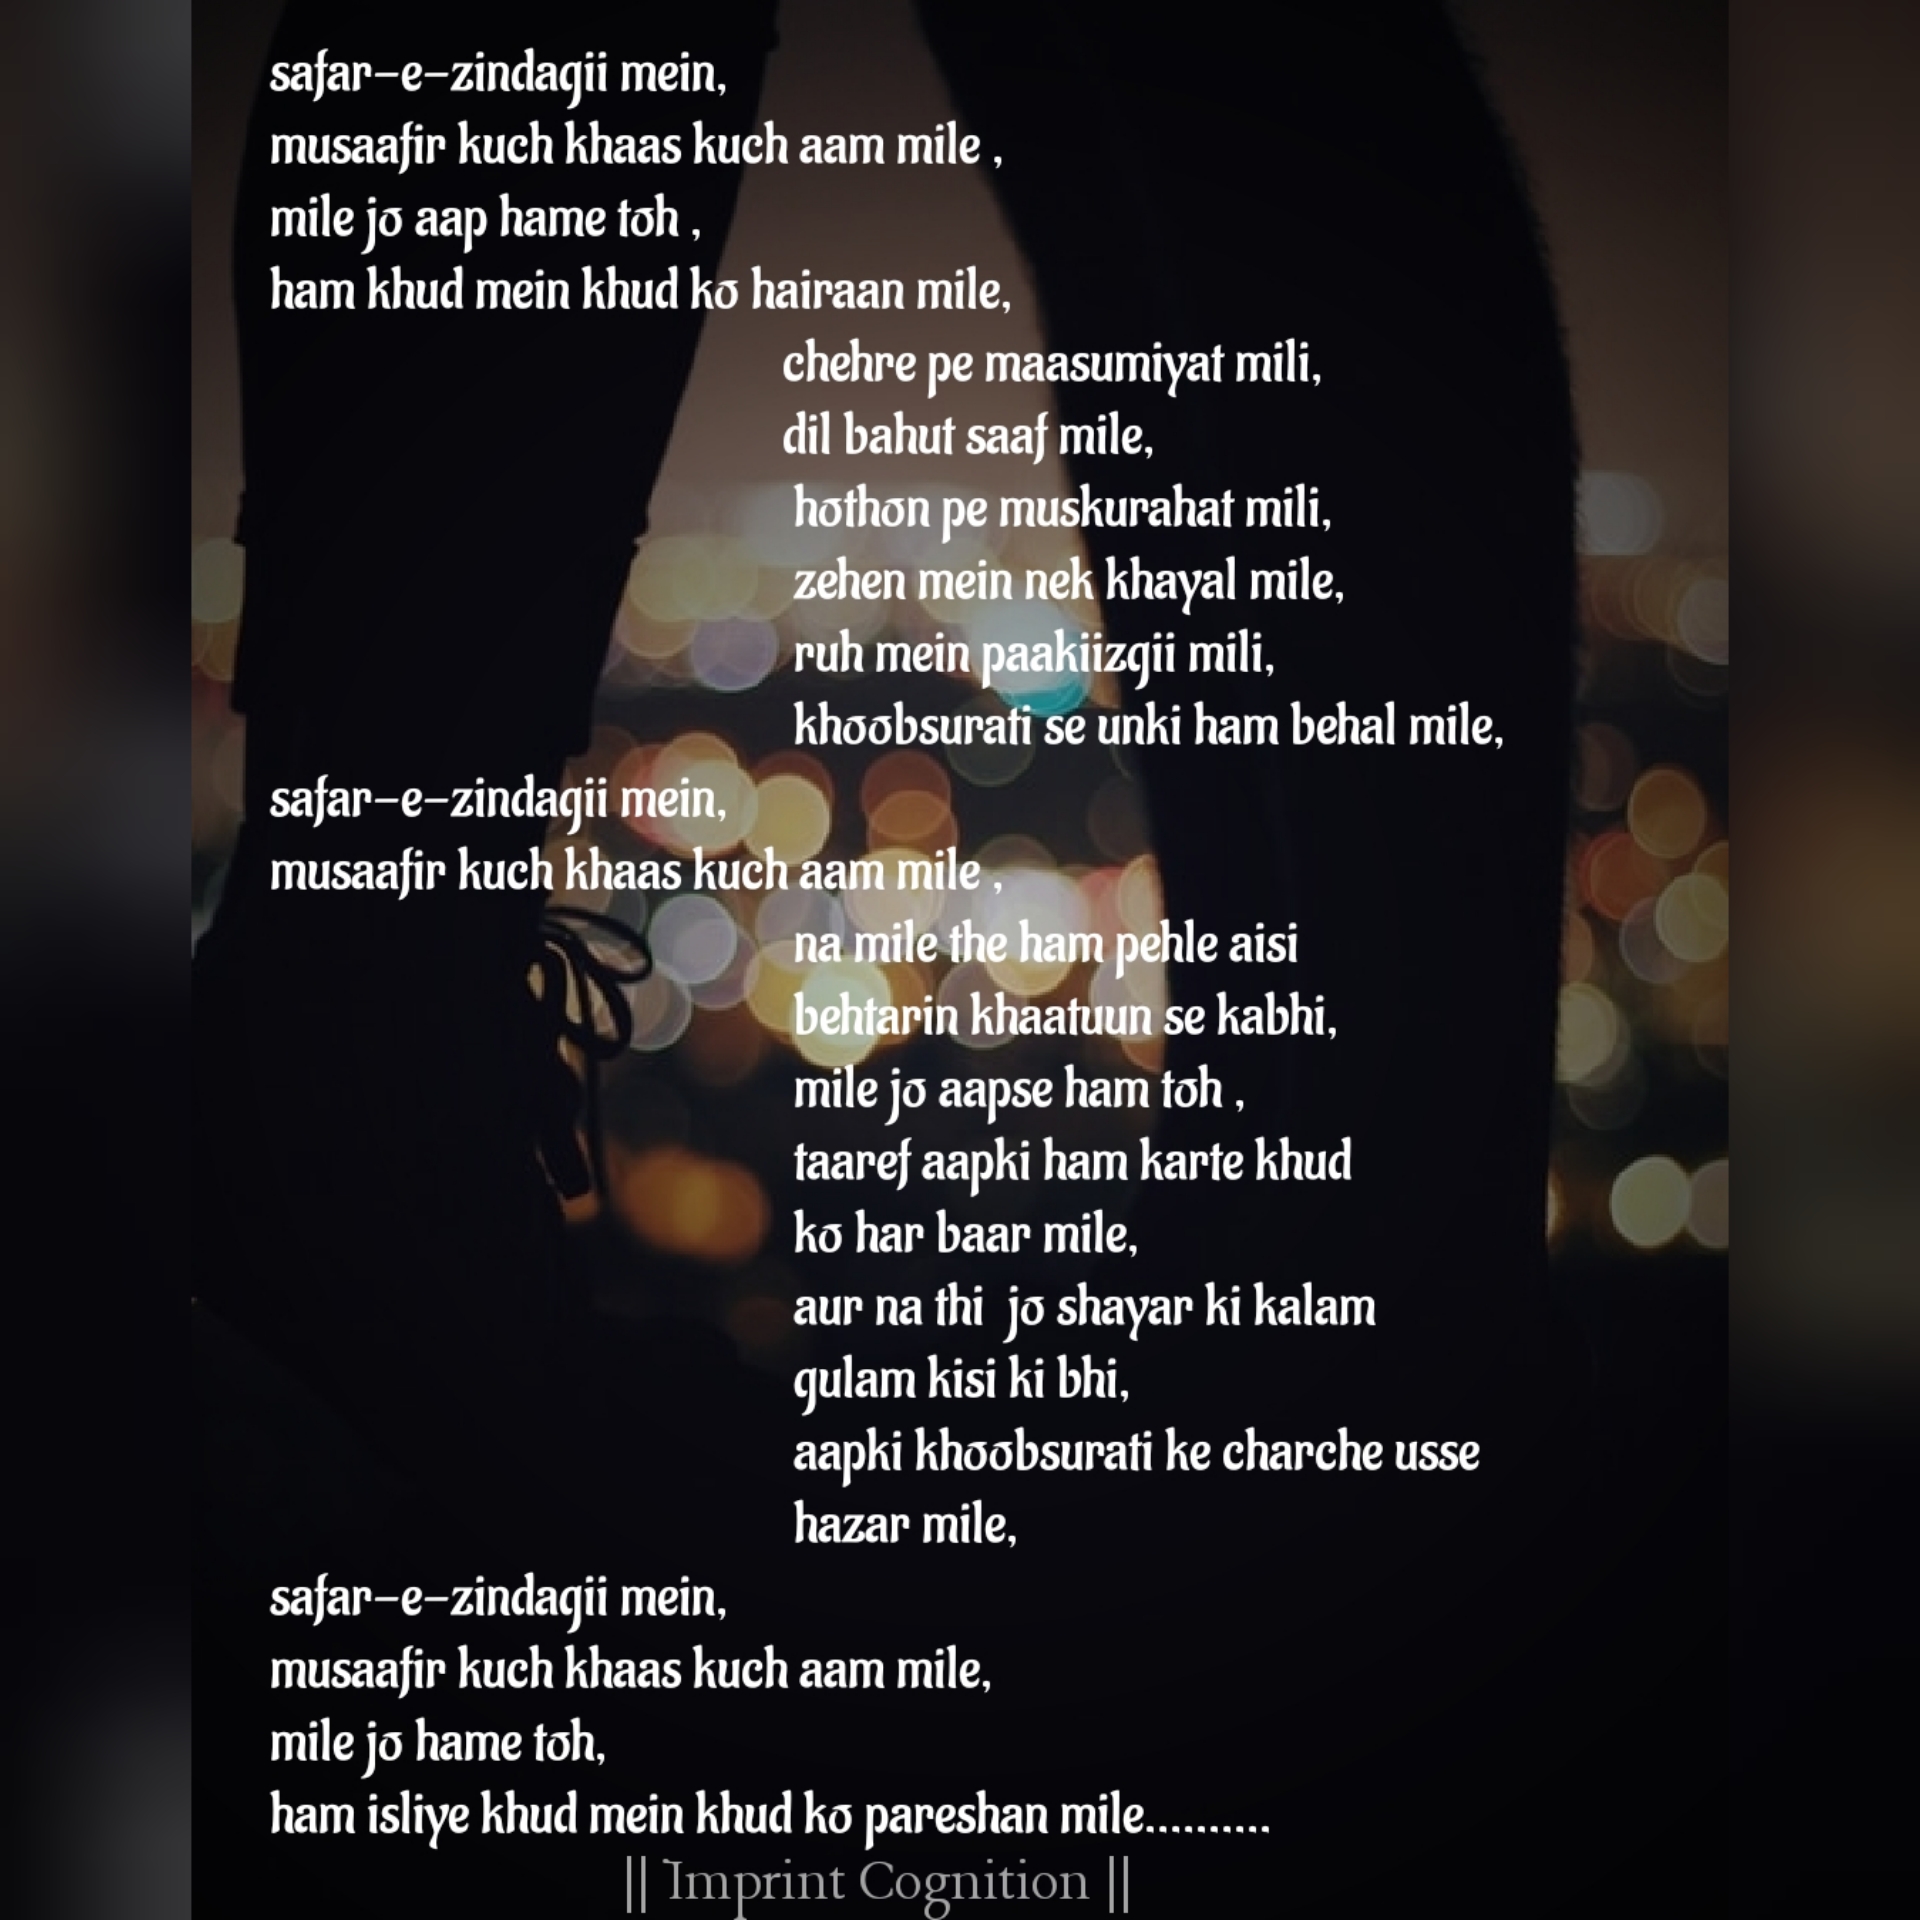 safar-e-zindagii mein,
musaafir kuch khaas kuch aam mile ,
mile jo aap hame toh ,
ham khud mein khud ko hairaan mile,
chehre pe maasumiyat mili,
dil bahut saaf mile,
hothon pe muskurahat mili,
zehen mein nek khayal mile,
ruh mein paakiizgii mili,
khoobsurati se unki ham behal mile,
safar-e-zindagii mein,
musaafir kuch khaas kuch aam mile ,
na mile the ham pehle aisi
behtarin khaatuun se kabhi,
mile jo aapse ham toh ,
taaref aapki ham karte khud
ko har baar mile,
aur na thi  jo shayar ki kalam
gulam kisi ki bhi,
aapki khoobsurati ke charche usse
hazar mile,
safar-e-zindagii mein,
musaafir kuch khaas kuch aam mile,
mile jo hame toh,
ham isliye khud mein khud ko pareshan mile..........
|| Imprint Cognition ||